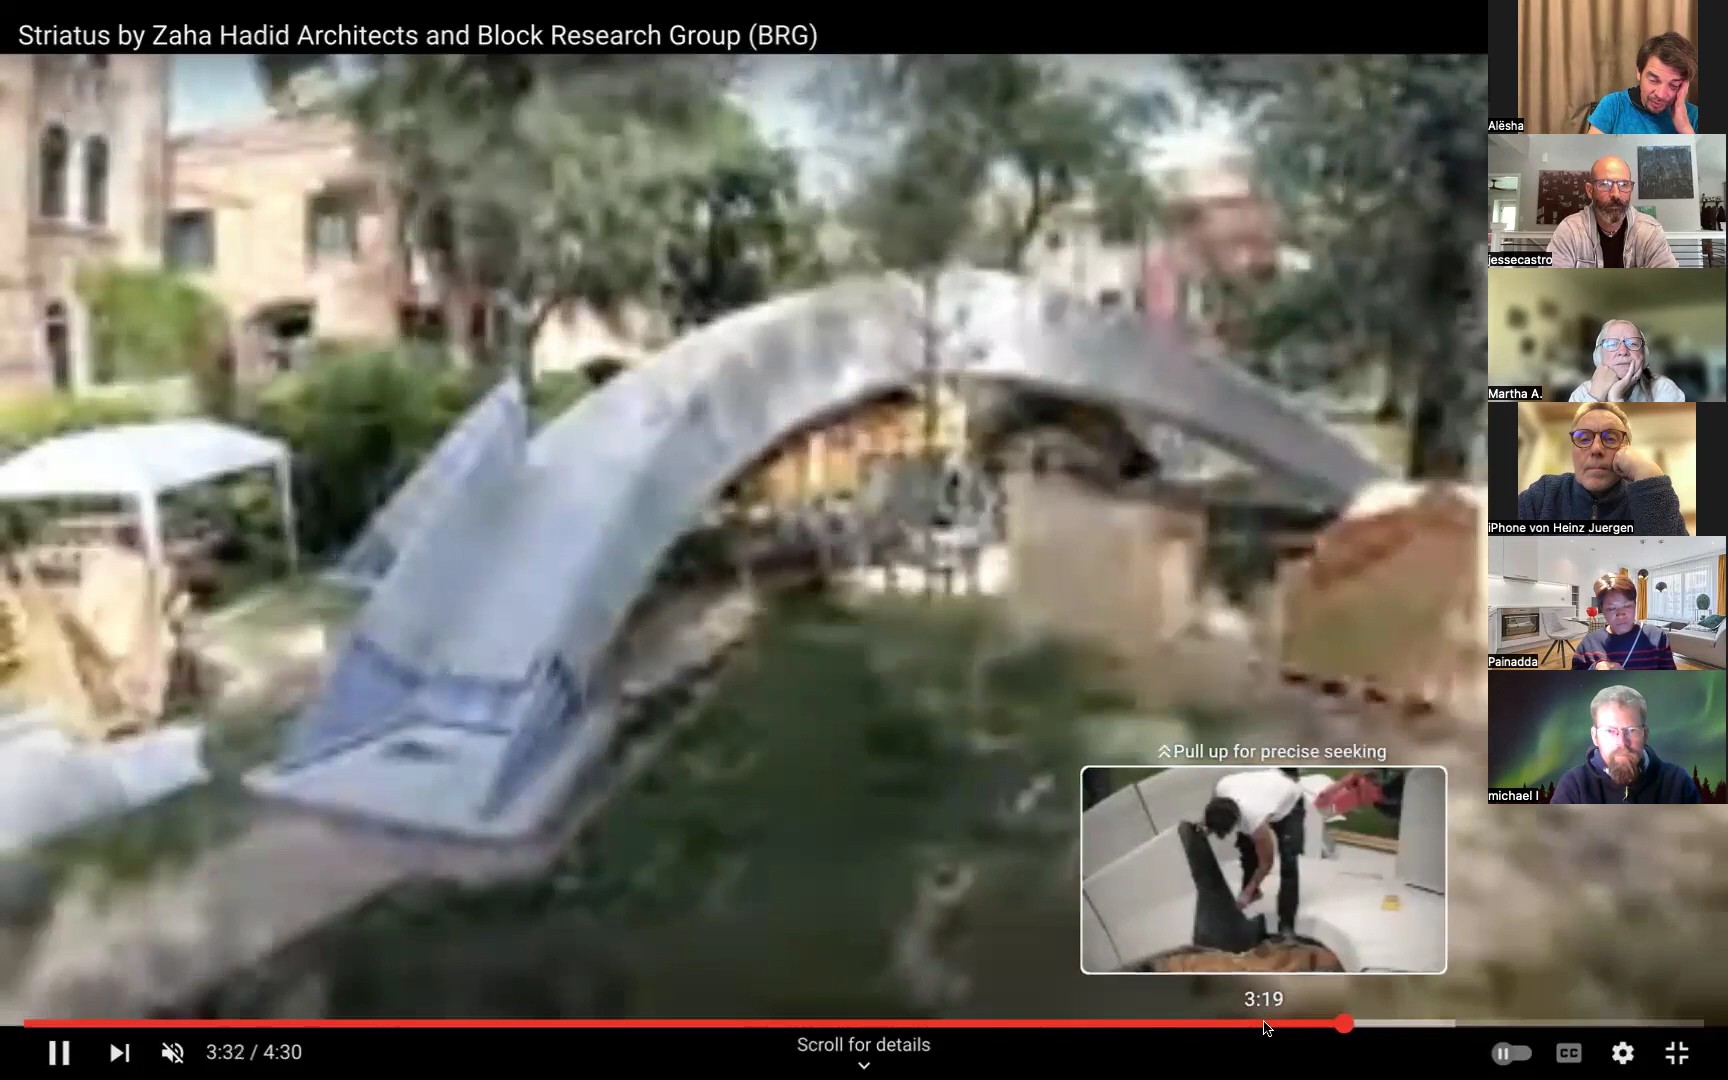 Striatus by Zaha Hadid Architects and Block Research Group (BRG)
Alësha
jessecastro
Martha A.
iPhone von Heinz Juergen
Painadda
michael l
Pull up for precise seeking
3:19
3:32 / 4:30
Scroll for details
CC